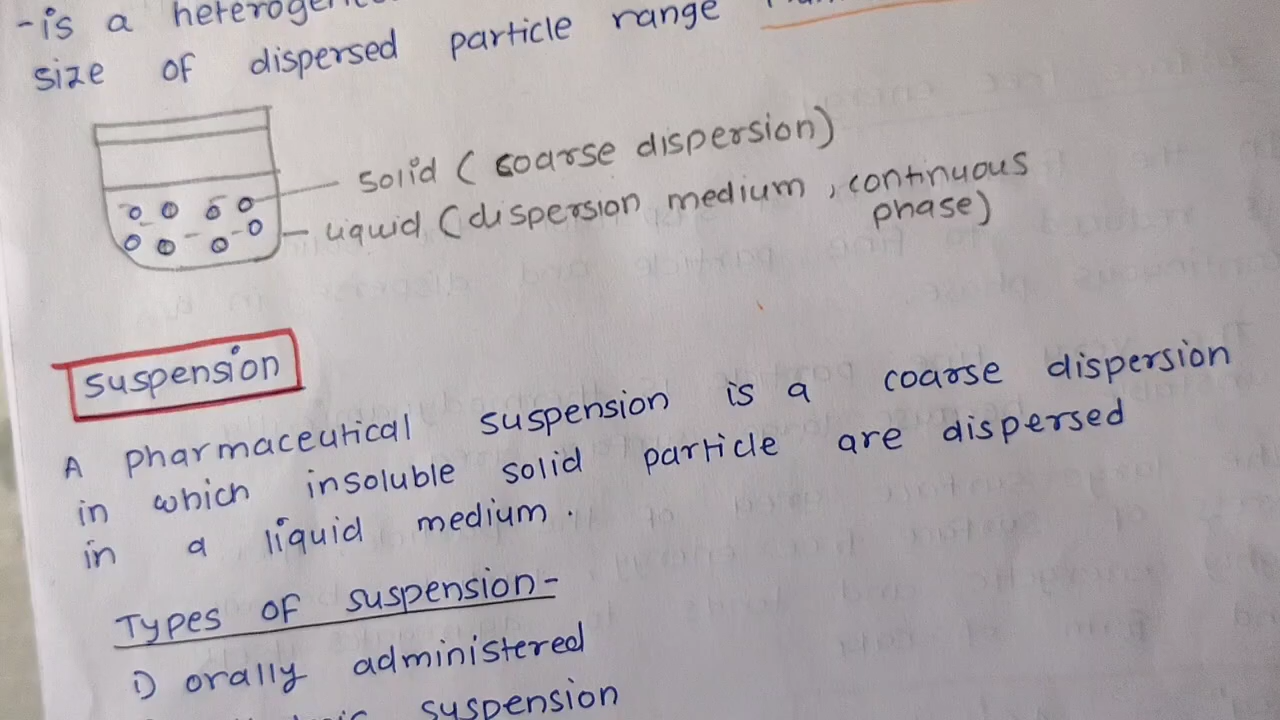 -is a
size of dispersed particle range
solid (coarse dispersion)
liquid (dispersion medium, continuous
phase)
suspension
A pharmaceutical suspension is a coarse dispersion
in which insoluble solid particle are dispersed
in a liquid medium.
Types of suspension-
1) orally administered
suspension